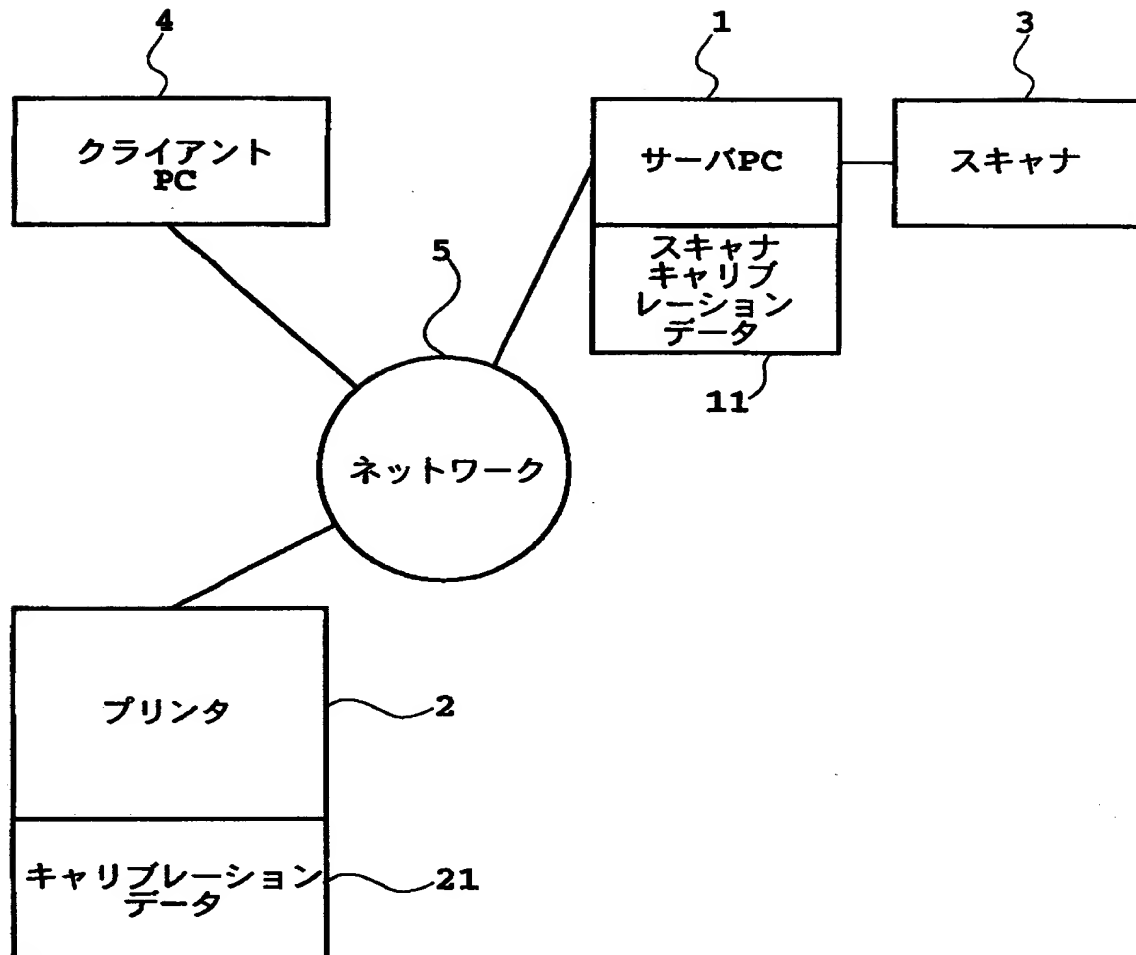 4
1
3
クライアント
PC
サーバPC
スキャナ
スキャナ
キャリブ
レーション
データ
11
5
ネットワーク
プリンタ
2
キャリブレーション
データ
21